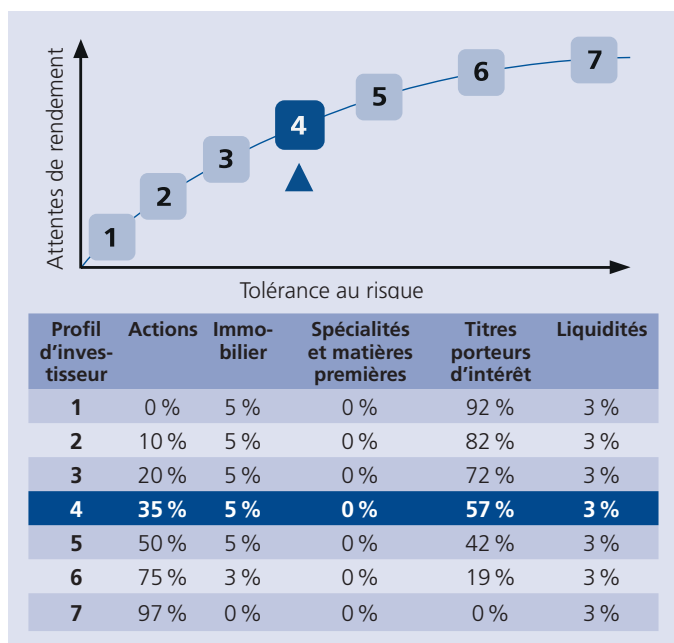 Attentes de rendement
1
2
3
4
5
6
7
Tolérance au risque
Profil d’inves-tisseur Actions Immo-bilier Spécialités et matières premières Titres porteurs d’intérêt Liquidités
1 0 % 5 % 0 % 92 % 3 %
2 10 % 5 % 0 % 82 % 3 %
3 20 % 5 % 0 % 72 % 3 %
4 35 % 5 % 0 % 57 % 3 %
5 50 % 5 % 0 % 42 % 3 %
6 75 % 3 % 0 % 19 % 3 %
7 97 % 0 % 0 % 0 % 3 %